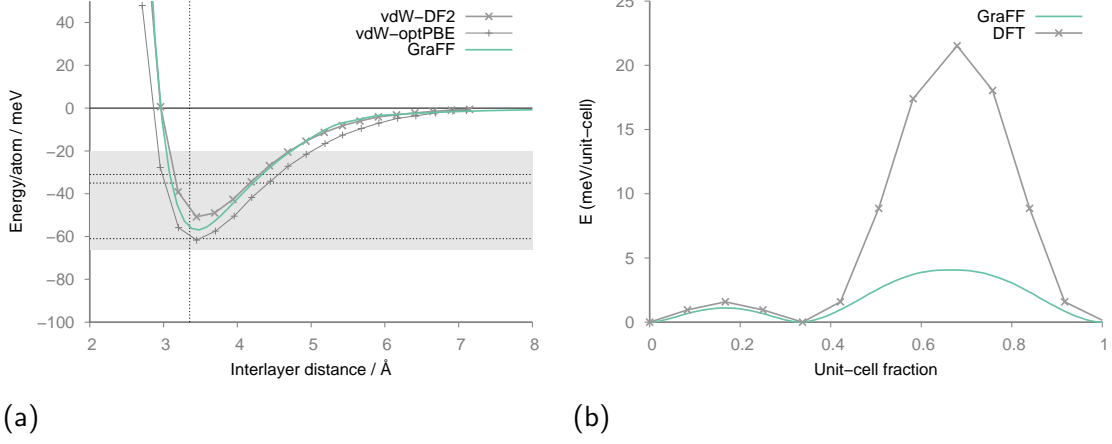 vdW−DF2
vdW−optPBE
GraFF
Energy/atom / meV
40
20
0
−20
−40
−60
−80
−100
2
3
4
5
6
7
8
Interlayer distance / Å
(a)
GraFF
DFT
E (meV/unit−cell)
25
20
15
10
5
0
0
0.2
0.4
0.6
0.8
1
Unit−cell fraction
(b)